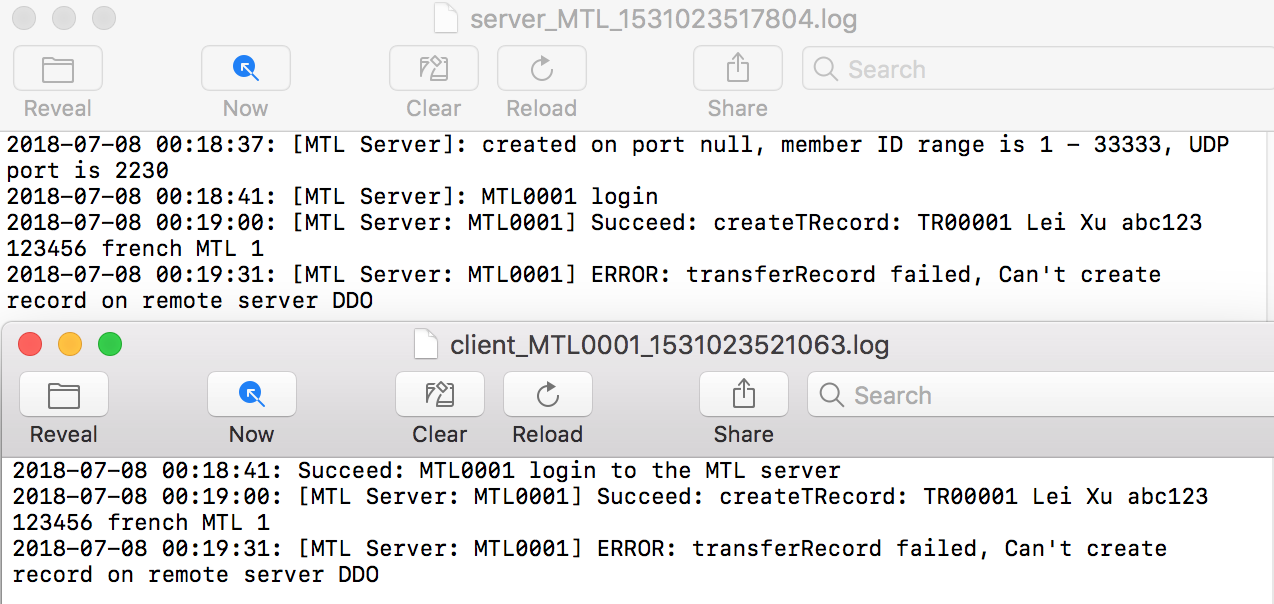 server_MTL_1531023517804.log
Search
Reveal Now Clear Reload Share
2018-07-08 00:18:37: [MTL Server]: created on port null, member ID range is 1 - 33333, UDP
port is 2230
2018-07-08 00:18:41: [MTL Server]: MTL0001 login
2018-07-08 00:19:00: [MTL Server: MTL0001] Succeed: createTRecord: TR00001 Lei Xu abc123
123456 french MTL 1
2018-07-08 00:19:31: [MTL Server: MTL0001] ERROR: transferRecord failed, Can't create
record on remote server DDO
client_MTL0001_1531023521063.log
Search
Reveal Now Clear Reload Share
2018-07-08 00:18:41: Succeed: MTL0001 login to the MTL server
2018-07-08 00:19:00: [MTL Server: MTL0001] Succeed: createTRecord: TR00001 Lei Xu abc123
123456 french MTL 1
2018-07-08 00:19:31: [MTL Server: MTL0001] ERROR: transferRecord failed, Can't create
record on remote server DDO